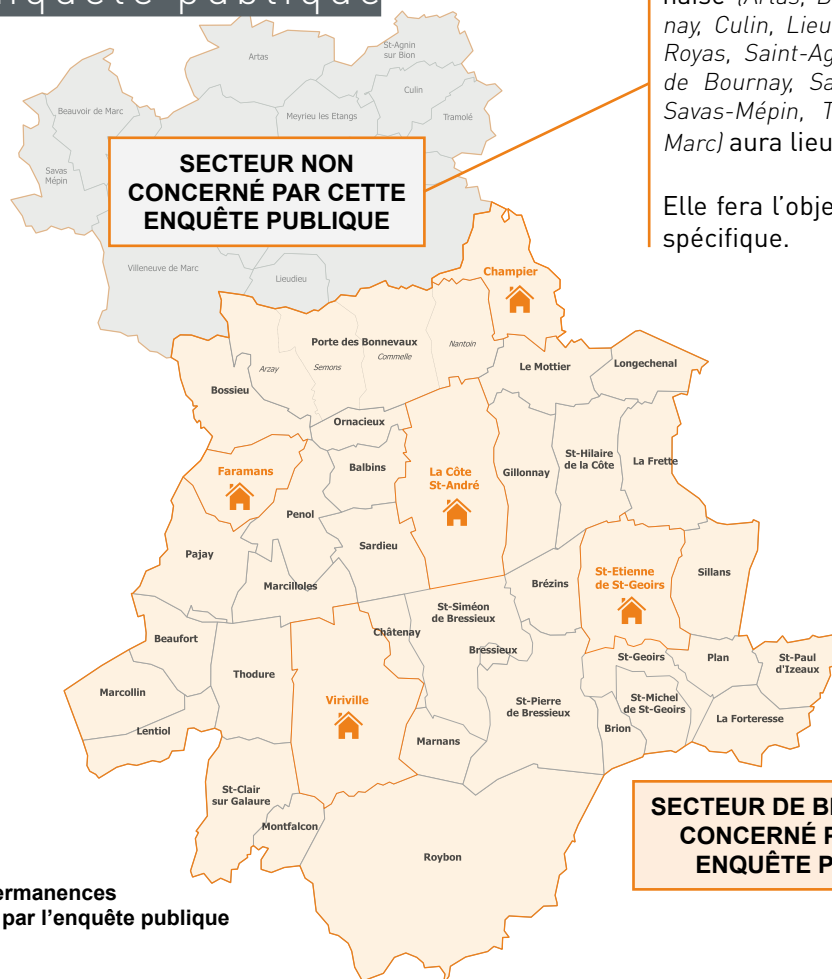 enquête publique
naise (Artas, B
nay, Culin, Lieu
Royas, Saint-Ag
de Bournay, Sa
Savas-Mépin, T
Marc) aura lieu
Elle fera l'obje
spécifique.
Artas
St-Agnin
sur Bion
Culin
Beauvoir de Marc
Meyrieu les Etangs
Tramolé
Savas
Mépin
SECTEUR NON
CONCERNÉ PAR CETTE
ENQUÊTE PUBLIQUE
Villeneuve de Marc
Lieudieu
Champier
Porte des Bonnevaux
Nantoin
Commelle
Semons
Arzay
Le Mottier
Longechenal
Bossieu
Ornacieux
Faramans
Balbins
La Côte
St-André
Gillonnay
St-Hilaire
de la Côte
La Frette
Penol
Sardieu
Pajay
Marcilloles
Brézins
St-Etienne
de St-Geoirs
Sillans
St-Siméon
de Bressieux
Châtenay
Beaufort
Bressieux
St-Geoirs
Plan
St-Paul
d'Izeaux
Thodure
Marcollin
Viriville
St-Pierre
de Bressieux
St-Michel
de St-Geoirs
La Forteresse
Lentiol
Marnans
Brion
St-Clair
sur Galaure
Montfalcon
Roybon
SECTEUR DE B
CONCERNÉ
ENQUÊTE P
ermanences
par l'enquête publique